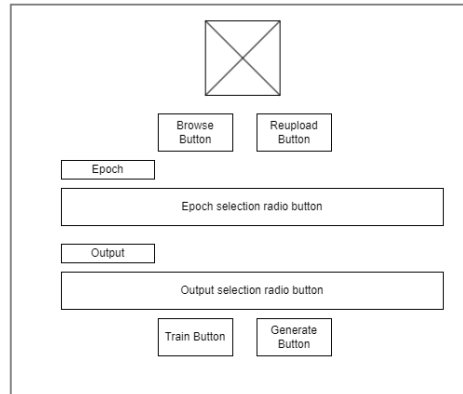 Browse
Button
Reupload
Button
Epoch
Epoch selection radio button
Output
Output selection radio button
Train Button
Generate
Button